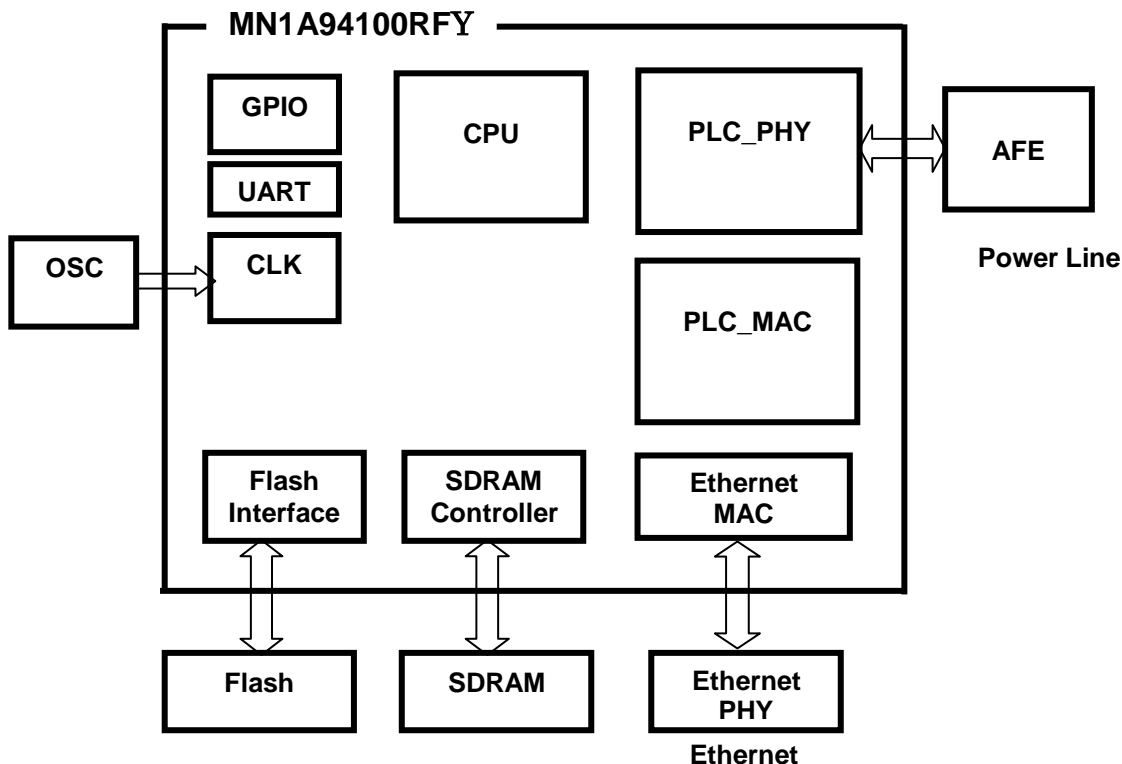 MN1A94100RFY
GPIO
CPU
PLC_PHY
AFE
UART
OSC
CLK
Power Line
PLC_MAC
Flash
Interface
SDRAM
Controller
Ethernet
MAC
Flash
SDRAM
Ethernet
PHY
Ethernet